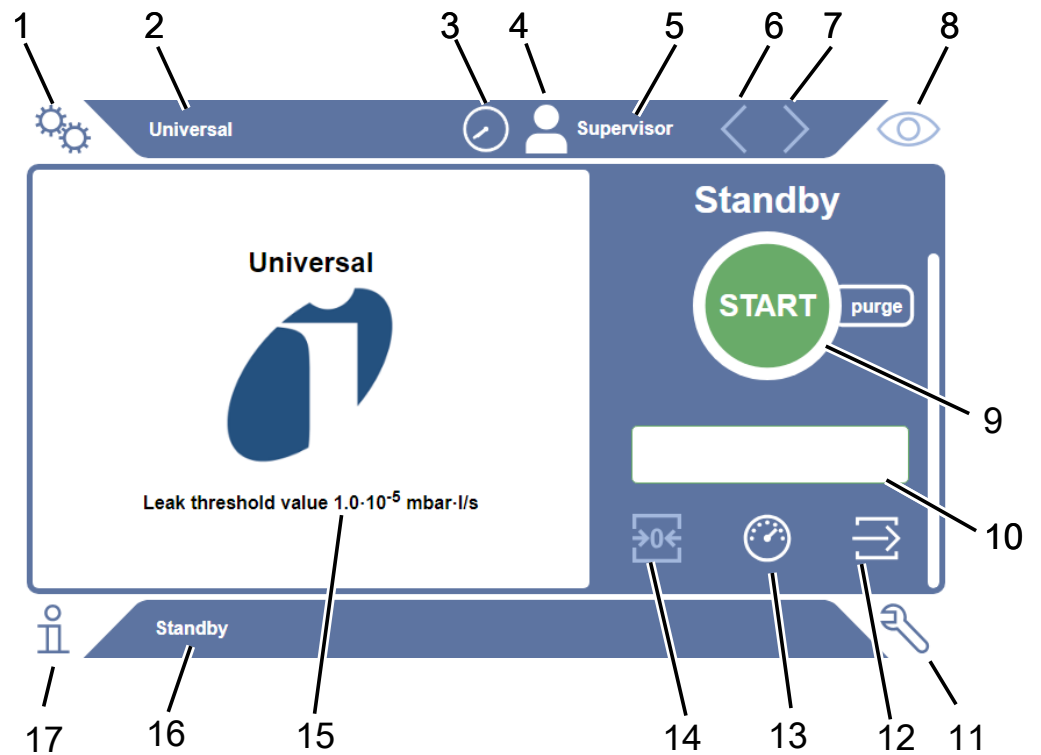 1 2 3 4 5 6 7 8
Universal Supervisor
Standby
Universal
START purge
9
Leak threshold value 1.0·10⁻⁵ mbar·l/s
→0←
10
Standby
17 16 15 14 13 12 11